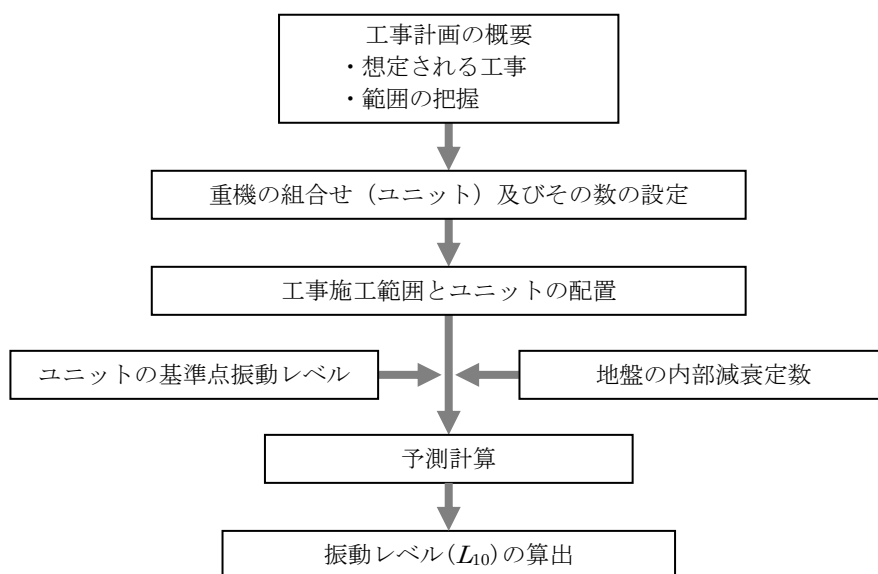 工事計画の概要
・想定される工事
・範囲の把握
重機の組合せ（ユニット）及びその数の設定
工事施工範囲とユニットの配置
ユニットの基準点振動レベル
地盤の内部減衰定数
予測計算
振動レベル(L10)の算出